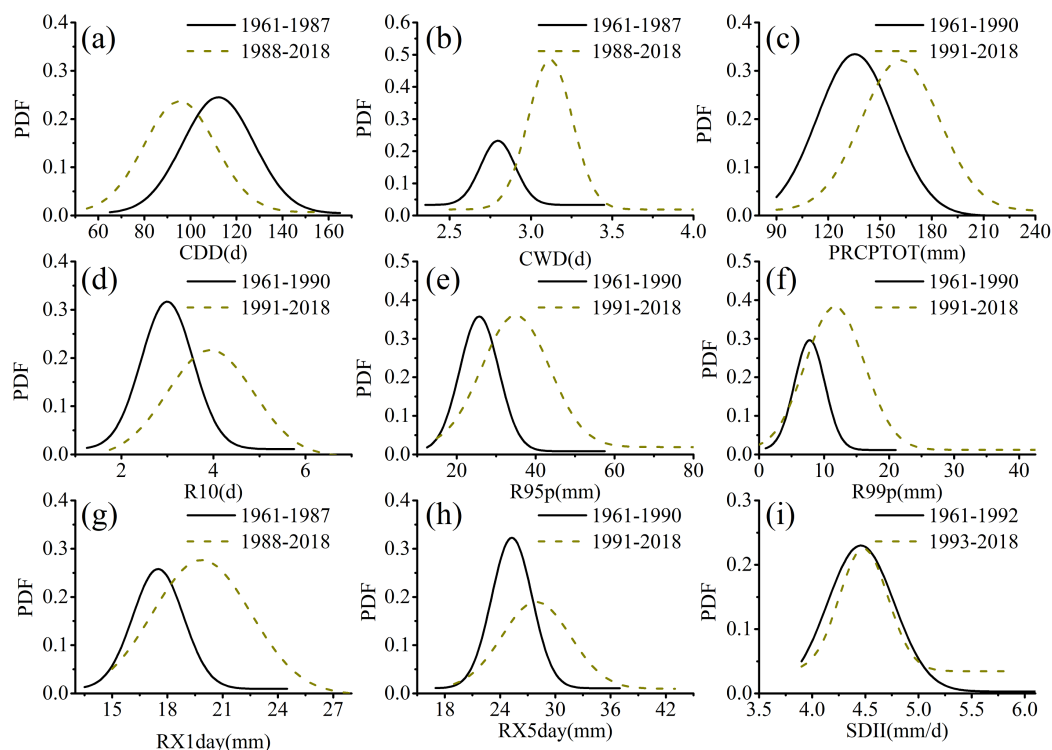 (a)
1961-1987
1988-2018
PDF
0.4
0.3
0.2
0.1
0.0
60 80 100 120 140 160
CDD(d)
(b)
1961-1987
1988-2018
PDF
0.6
0.5
0.4
0.3
0.2
0.1
0.0
2.5 3.0 3.5 4.0
CWD(d)
(c)
1961-1990
1991-2018
PDF
0.4
0.3
0.2
0.1
0.0
90 120 150 180 210 240
PRCPTOT(mm)
(d)
1961-1990
1991-2018
PDF
0.4
0.3
0.2
0.1
0.0
2 4 6
R10(d)
(e)
1961-1990
1991-2018
PDF
0.5
0.4
0.3
0.2
0.1
0.0
20 40 60 80
R95p(mm)
(f)
1961-1990
1991-2018
PDF
0.5
0.4
0.3
0.2
0.1
0.0
0 10 20 30 40
R99p(mm)
(g)
1961-1987
1988-2018
PDF
0.4
0.3
0.2
0.1
0.0
15 18 21 24 27
RX1day(mm)
(h)
1961-1990
1991-2018
PDF
0.4
0.3
0.2
0.1
0.0
18 24 30 36 42
RX5day(mm)
(i)
1961-1992
1993-2018
PDF
0.3
0.2
0.1
0.0
3.5 4.0 4.5 5.0 5.5 6.0
SDII(mm/d)